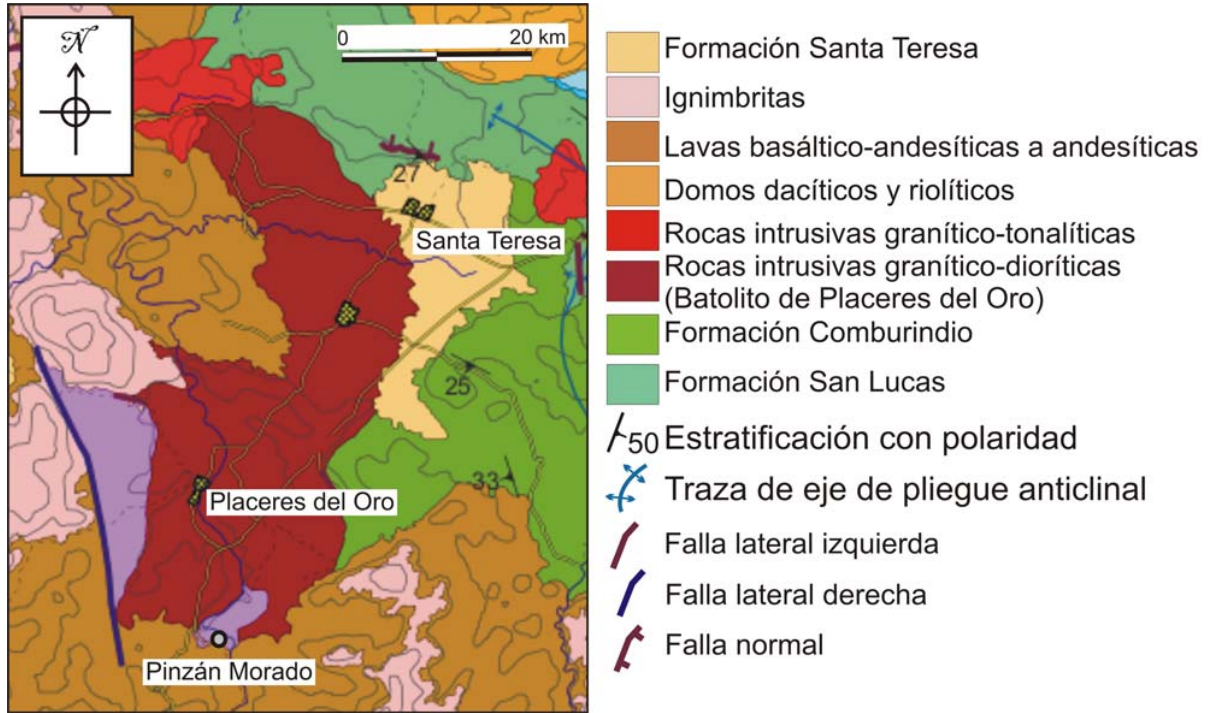 N
0 20 km
27
Santa Teresa
25
33
Placeres del Oro
Pinzán Morado
Formación Santa Teresa
Ignimbritas
Lavas basáltico-andesíticas a andesíticas
Domos dacíticos y riolíticos
Rocas intrusivas granítico-tonalíticas
Rocas intrusivas granítico-dioríticas
(Batolito de Placeres del Oro)
Formación Comburindio
Formación San Lucas
50 Estratificación con polaridad
Traza de eje de pliegue anticlinal
Falla lateral izquierda
Falla lateral derecha
Falla normal